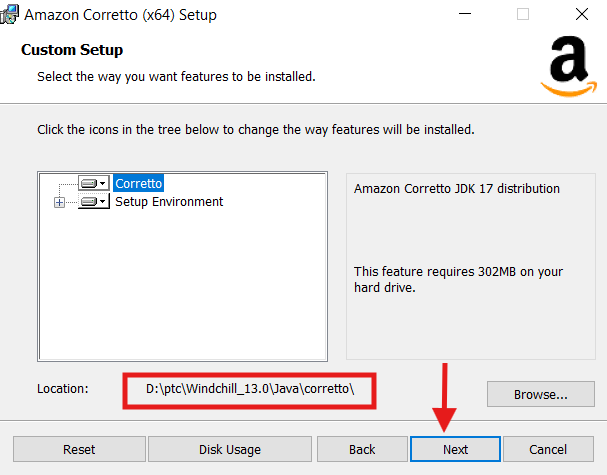 Amazon Corretto (x64) Setup
Custom Setup
Select the way you want features to be installed.
a
Click the icons in the tree below to change the way features will be installed.
Corretto
Setup Environment
Amazon Corretto JDK 17 distribution
This feature requires 302MB on your
hard drive.
Location:
D:\ptc\Windchill_13.0\Java\corretto\
Browse...
Reset
Disk Usage
Back
Next
Cancel